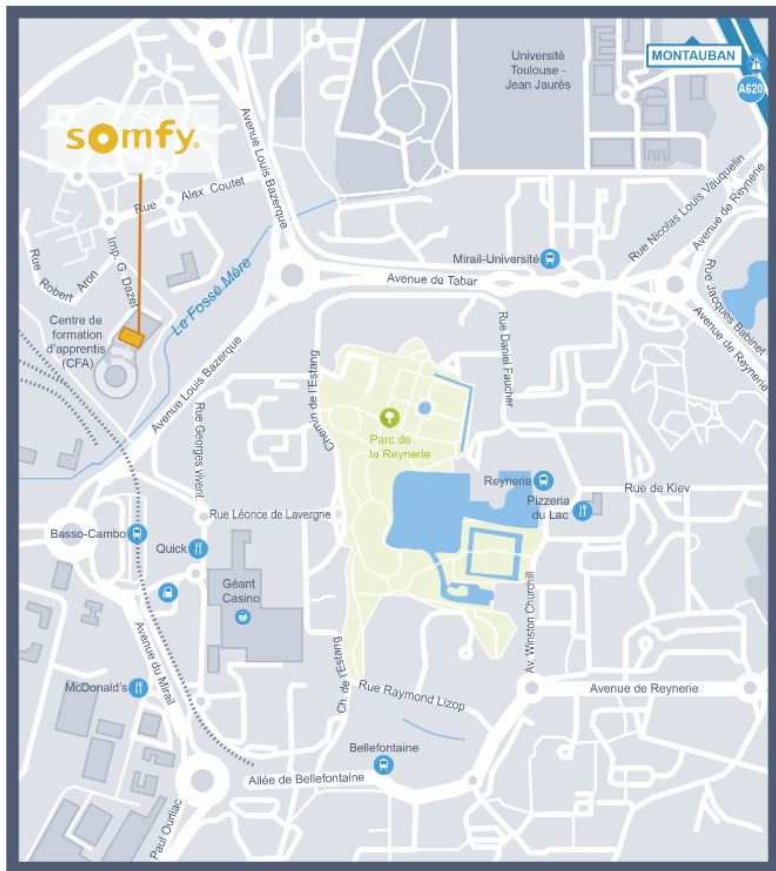 Université
Toulouse -
Jean Jaurès
MONTAUBAN
A620
somfy.
Avenue Louis Bazerque
Rue Alex Coutet
Imp. G. Dazet
Rue Robert Aron
Le Fossé Mère
Centre de
formation
d'apprentis
(CFA)
Rue Nicolas Louis Vauquelin
Avenue de Reynerie
Mirail-Université
Avenue de Tabar
Rue Jacques Babinet
Avenue de Reynerie
Avenue Louis Bazerque
Chemin de l'Estang
Rue Daniel Faucher
Rue Georges vivent
Parc de
la Reynerie
Reynerie
Rue de Kiev
Pizzeria
du Lac
Rue Léonce de Lavergne
Basso-Cambo
Quick
Géant
Casino
Av. Winston Churchill
Avenue du Mirail
McDonald's
Ch. de l'Estang
Rue Raymond Lizop
Avenue de Reynerie
Bellefontaine
Allée de Bellefontaine
Paul Ourliac